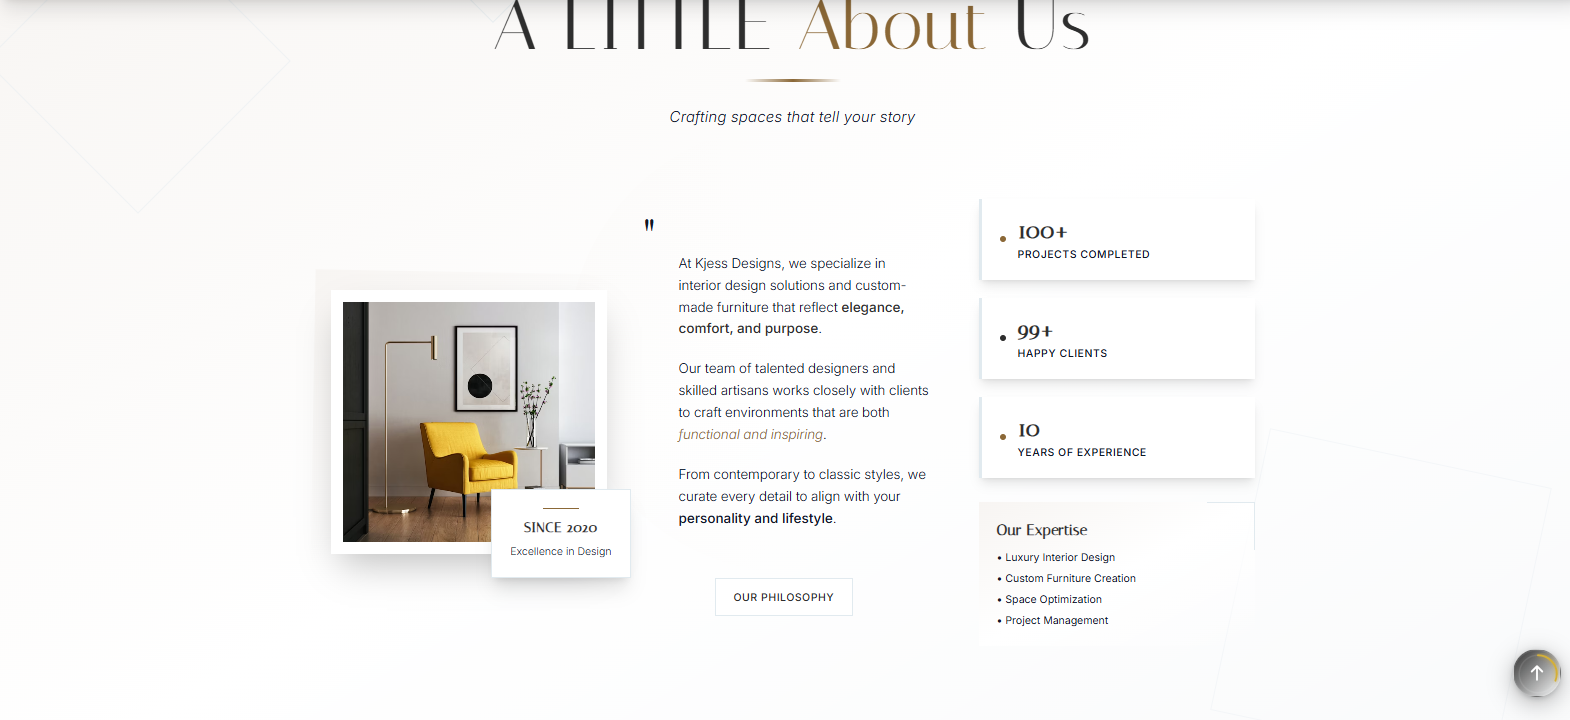 A LITTLE About Us
Crafting spaces that tell your story
"
At Kjess Designs, we specialize in
interior design solutions and custom-
made furniture that reflect elegance,
comfort, and purpose.
Our team of talented designers and
skilled artisans works closely with clients
to craft environments that are both
functional and inspiring.
From contemporary to classic styles, we
curate every detail to align with your
personality and lifestyle.
OUR PHILOSOPHY
SINCE 2020
Excellence in Design
100+
PROJECTS COMPLETED
99+
HAPPY CLIENTS
10
YEARS OF EXPERIENCE
Our Expertise
• Luxury Interior Design
• Custom Furniture Creation
• Space Optimization
• Project Management